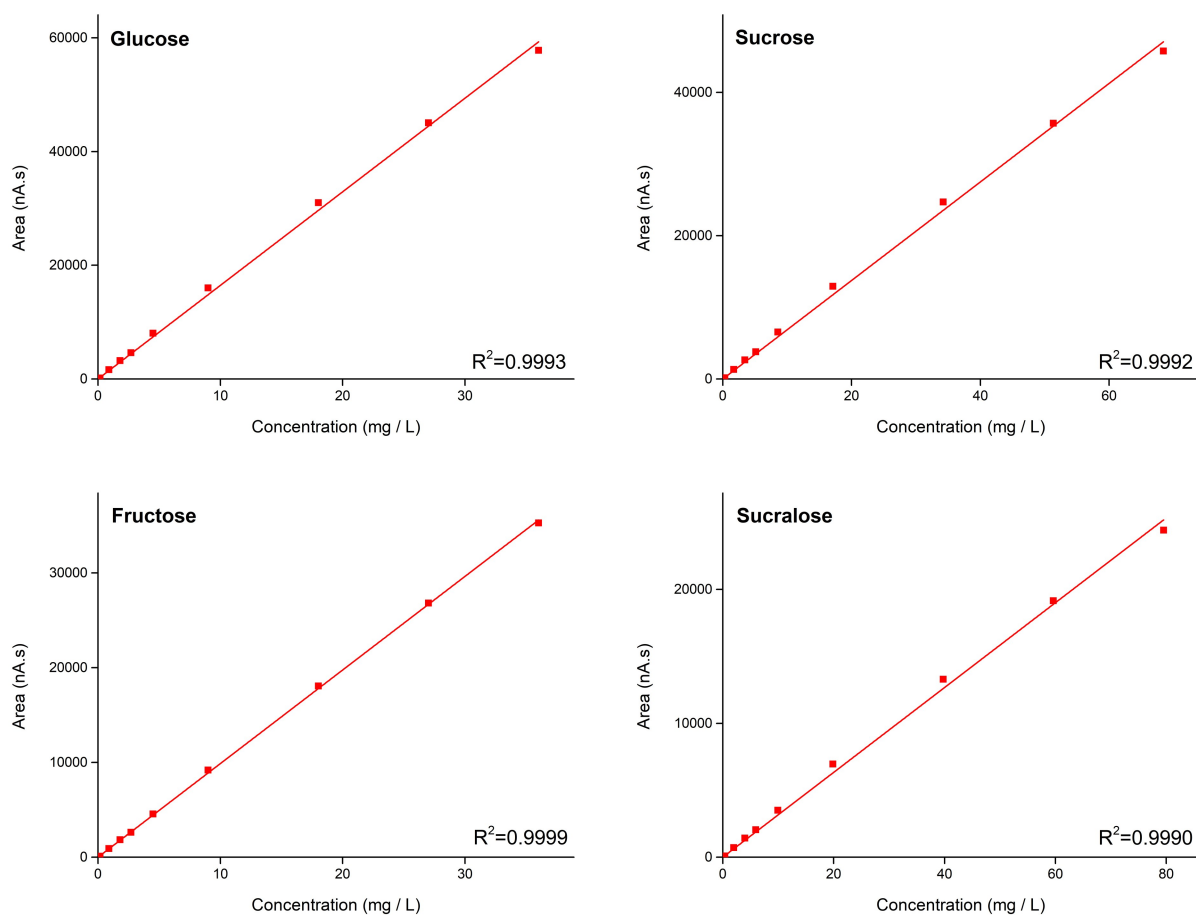 Glucose
60000
40000
20000
0
Area (nA.s)
R²=0.9993
0 10 20 30
Concentration (mg / L)
Sucrose
40000
20000
0
Area (nA.s)
R²=0.9992
0 20 40 60
Concentration (mg / L)
Fructose
30000
20000
10000
0
Area (nA.s)
R²=0.9999
0 10 20 30
Concentration (mg / L)
Sucralose
20000
10000
0
Area (nA.s)
R²=0.9990
0 20 40 60 80
Concentration (mg / L)